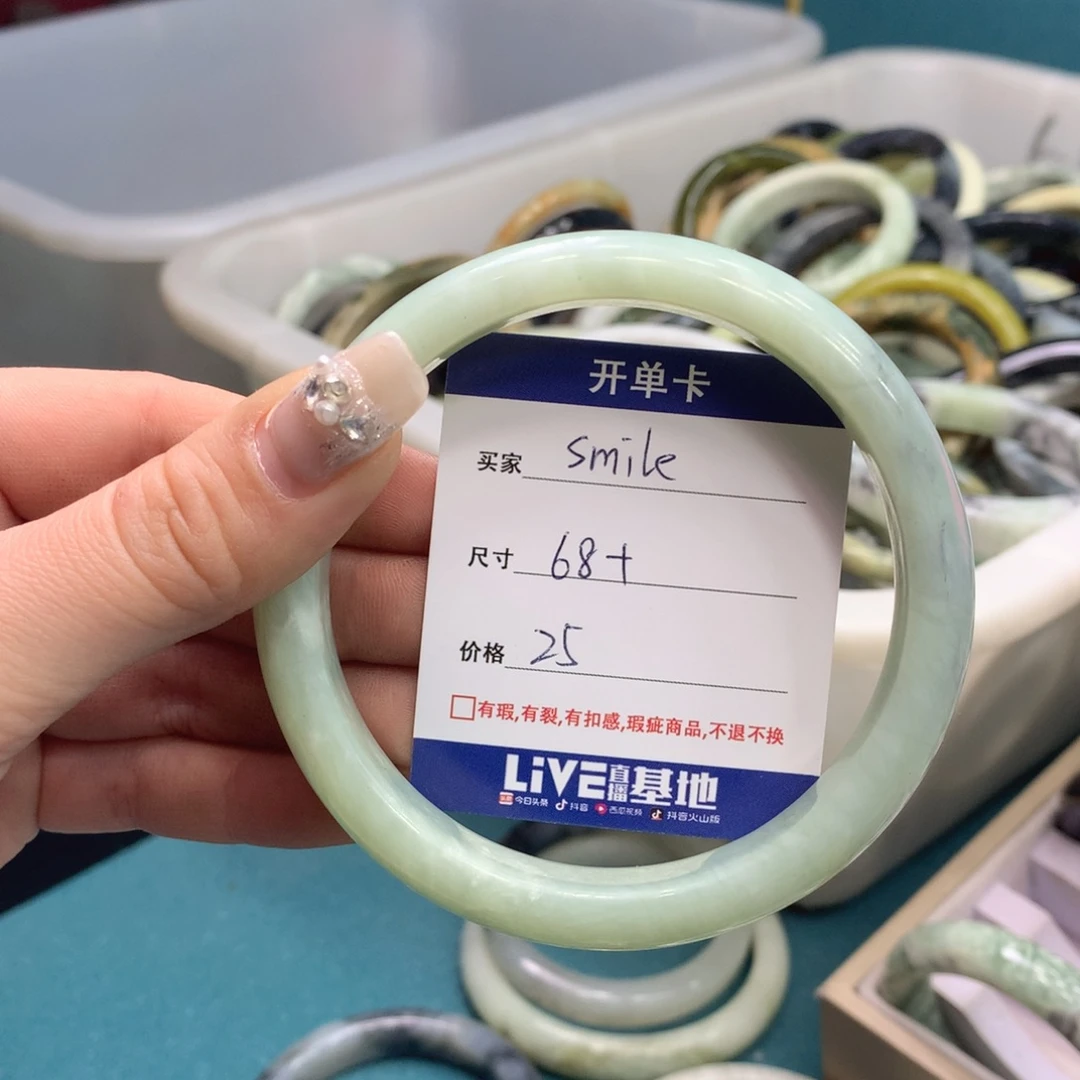 开单卡
买家 smile
尺寸 68+
价格 25
有瑕,有裂,有扣感,瑕疵商品,不退不换
LiVE直播基地
头条 今日头条 抖音 西瓜视频 抖音火山版